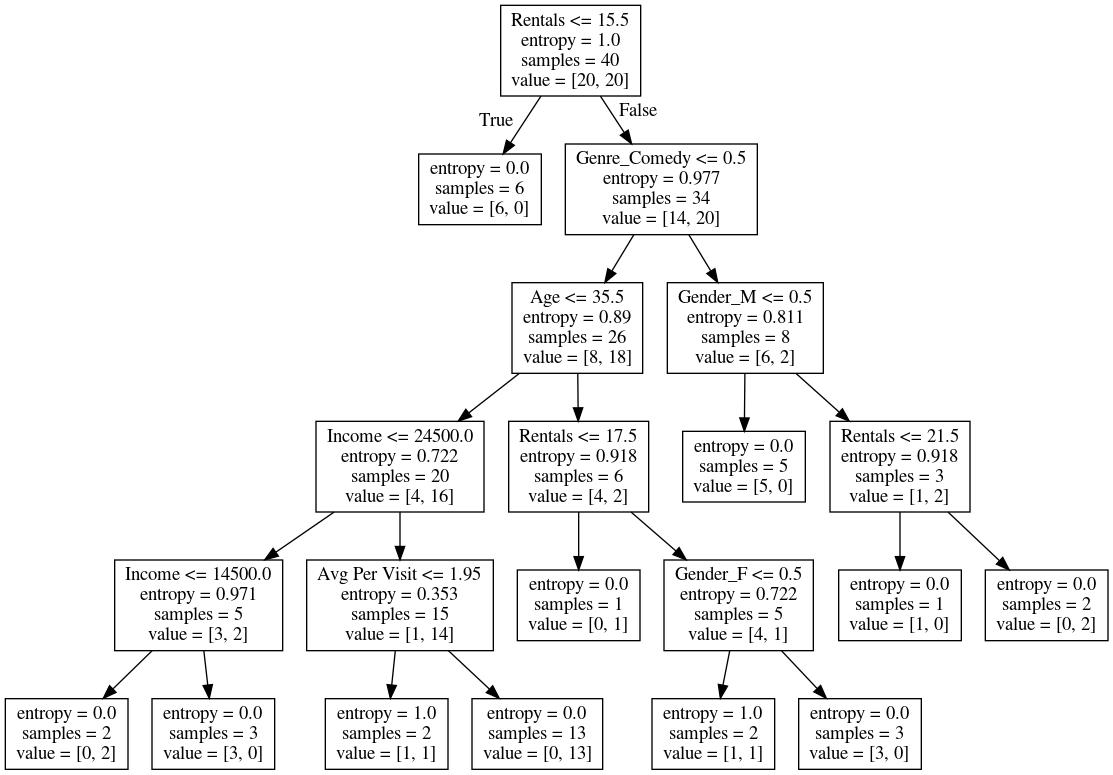 Rentals <= 15.5
entropy = 1.0
samples = 40
value = [20, 20]
True
False
entropy = 0.0
samples = 6
value = [6, 0]
Genre_Comedy <= 0.5
entropy = 0.977
samples = 34
value = [14, 20]
Age <= 35.5
entropy = 0.89
samples = 26
value = [8, 18]
Gender_M <= 0.5
entropy = 0.811
samples = 8
value = [6, 2]
Income <= 24500.0
entropy = 0.722
samples = 20
value = [4, 16]
Rentals <= 17.5
entropy = 0.918
samples = 6
value = [4, 2]
entropy = 0.0
samples = 5
value = [5, 0]
Rentals <= 21.5
entropy = 0.918
samples = 3
value = [1, 2]
Income <= 14500.0
entropy = 0.971
samples = 5
value = [3, 2]
Avg Per Visit <= 1.95
entropy = 0.353
samples = 15
value = [1, 14]
entropy = 0.0
samples = 1
value = [0, 1]
Gender_F <= 0.5
entropy = 0.722
samples = 5
value = [4, 1]
entropy = 0.0
samples = 1
value = [1, 0]
entropy = 0.0
samples = 2
value = [0, 2]
entropy = 0.0
samples = 2
value = [0, 2]
entropy = 0.0
samples = 3
value = [3, 0]
entropy = 1.0
samples = 2
value = [1, 1]
entropy = 0.0
samples = 13
value = [0, 13]
entropy = 1.0
samples = 2
value = [1, 1]
entropy = 0.0
samples = 3
value = [3, 0]